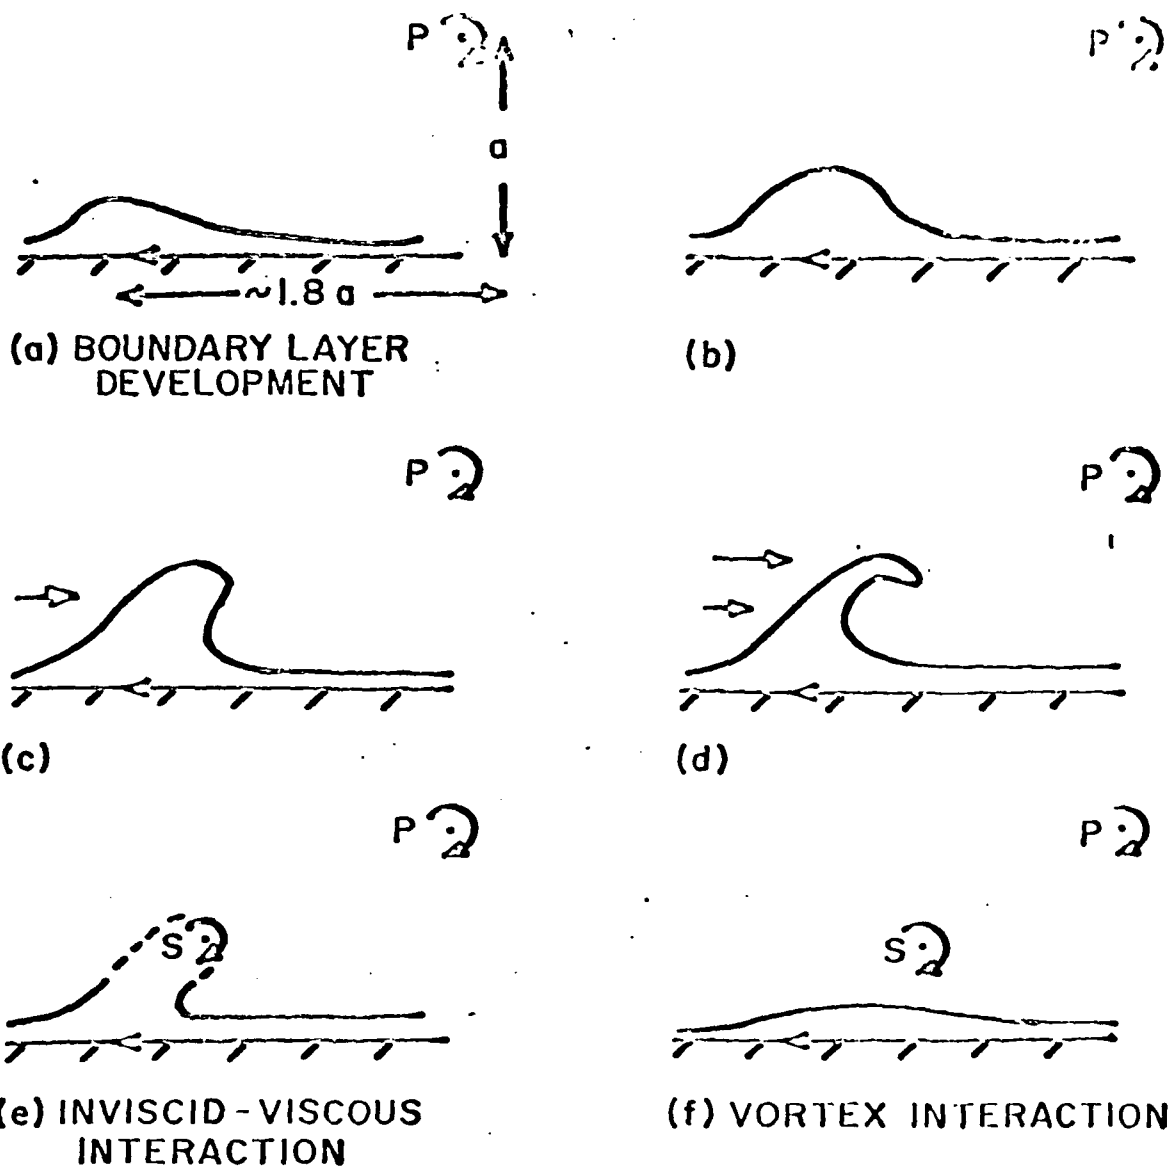 P
a
~1.8 a
(a) BOUNDARY LAYER
DEVELOPMENT
P
(b)
P
(c)
P
(d)
P
S
(e) INVISCID-VISCOUS
INTERACTION
P
S
(f) VORTEX INTERACTION